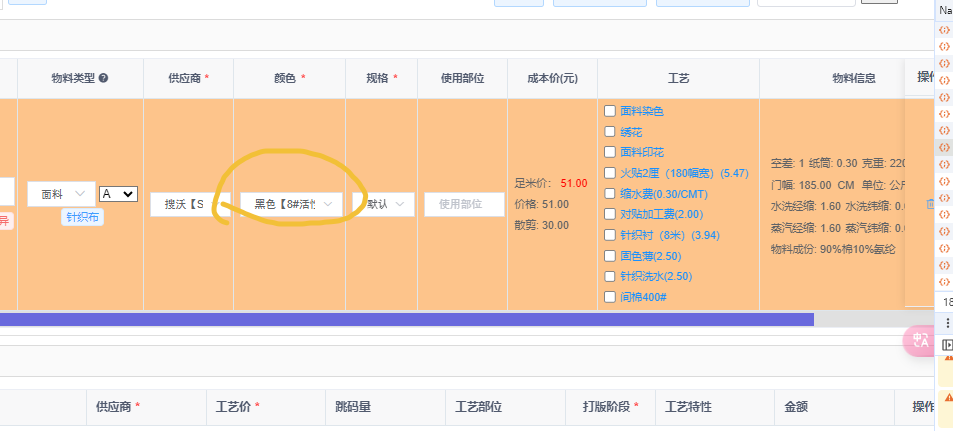 Na
物料类型 供应商 * 颜色 * 规格 * 使用部位 成本价(元) 工艺 物料信息 操作
异
面料 A
针织布
搜沃【S
黑色【8#活性
默认
使用部位
足米价: 51.00
价格: 51.00
散剪: 30.00
面料染色
绣花
面料印花
火贴2厘（180幅宽）(5.47)
缩水费(0.30/CMT)
对贴加工费(2.00)
针织衬（8米）(3.94)
固色薄(2.50)
针织洗水(2.50)
间棉400#
空差: 1 纸筒: 0.30 克重: 220
门幅: 185.00 CM 单位: 公斤
水洗经缩: 1.60 水洗纬缩: 0.
蒸汽经缩: 1.60 蒸汽纬缩: 0.
物料成份: 90%棉10%氨纶
18
供应商 * 工艺价 * 跳码量 工艺部位 打版阶段 * 工艺特性 金额 操作